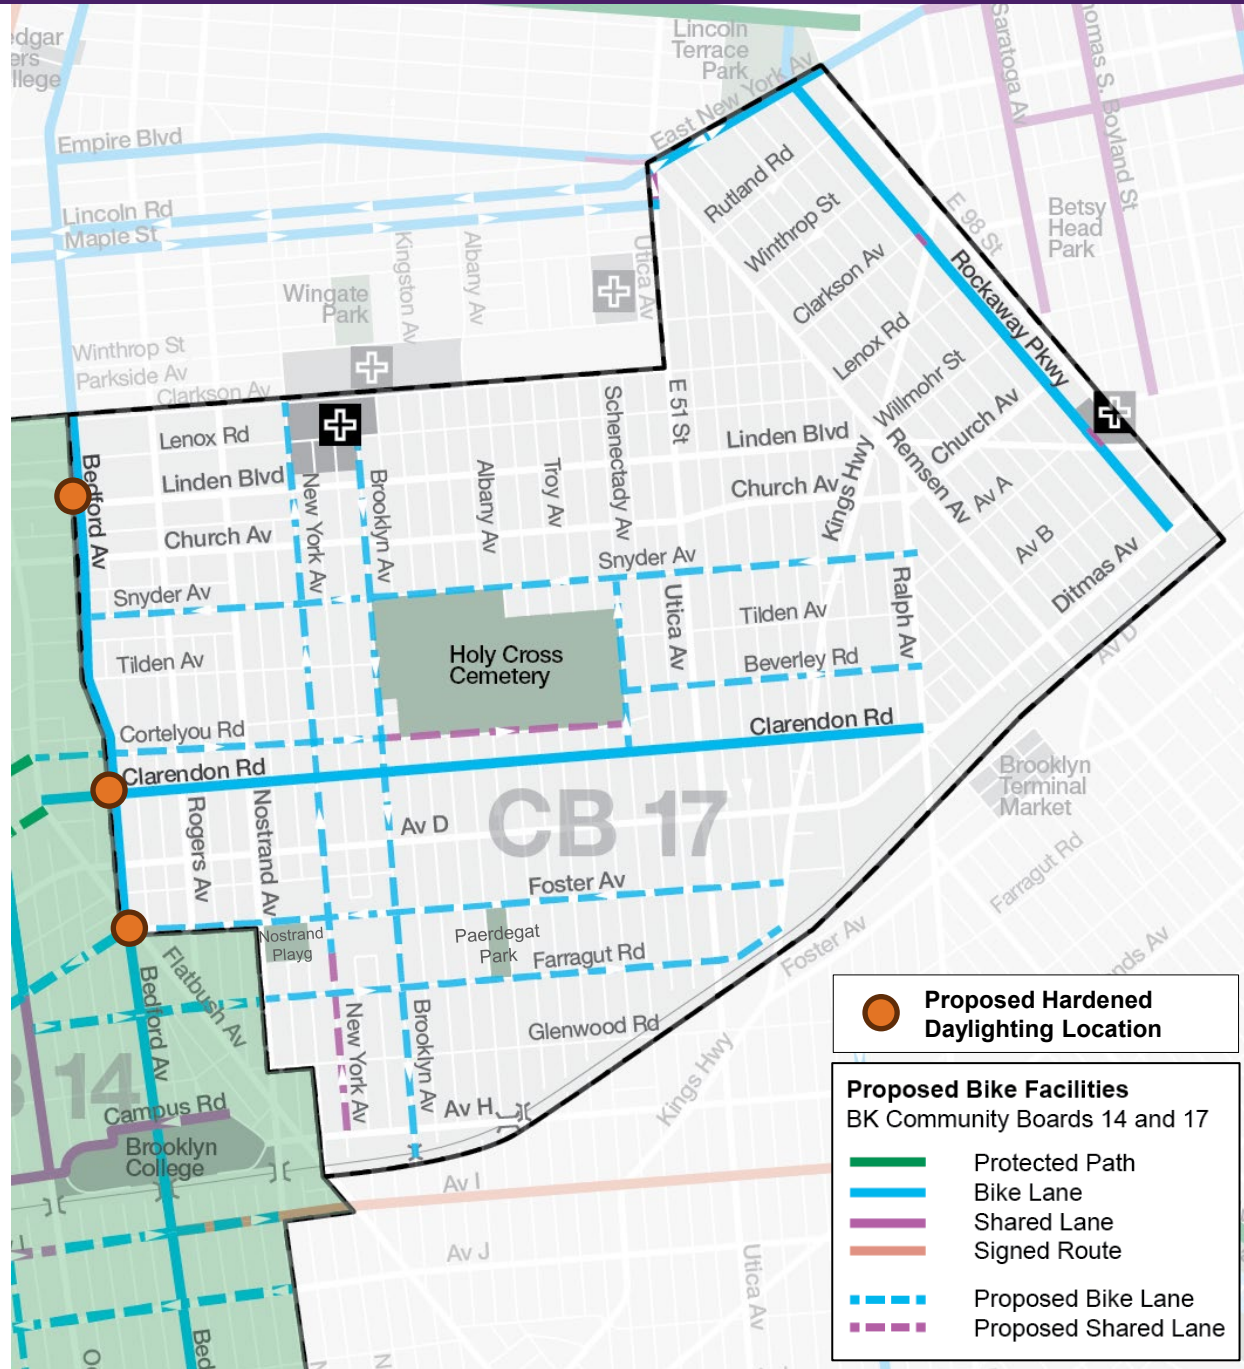 edgar
ers
llege
Lincoln
Terrace
Park
East New York Av
Saratoga Av
homas S. Boyland St
Empire Blvd
Rutland Rd
Lincoln Rd
Maple St
Winthrop St
E 98 St
Betsy
Head
Park
Kingston Av
Albany Av
Utica Av
Clarkson Av
Rockaway Pkwy
Wingate
Park
Lenox Rd
Winthrop St
Parkside Av
Clarkson Av
Willmohr St
Church Av
Schenectady Av
E 51 St
Lenox Rd
Linden Blvd
Kings Hwy
Remsen Av
Bedford Av
Linden Blvd
New York Av
Brooklyn Av
Albany Av
Troy Av
Church Av
Av A
Church Av
Av B
Snyder Av
Ditmas Av
Snyder Av
Utica Av
Ralph Av
Tilden Av
Tilden Av
Holy Cross
Cemetery
Beverley Rd
Av D
Cortelyou Rd
Clarendon Rd
Clarendon Rd
Brooklyn
Terminal
Market
Rogers Av
Nostrand Av
Av D
CB 17
Foster Av
Farragut Rd
Nostrand
Playg
Paerdegat
Park
Farragut Rd
Foster Av
nds Av
Flatbush Av
Bedford Av
New York Av
Brooklyn Av
Glenwood Rd
Kings Hwy
14
Campus Rd
Av H
Brooklyn
College
Av I
Av J
Utica Av
Bed
Proposed Hardened
Daylighting Location
Proposed Bike Facilities
BK Community Boards 14 and 17
Protected Path
Bike Lane
Shared Lane
Signed Route
Proposed Bike Lane
Proposed Shared Lane